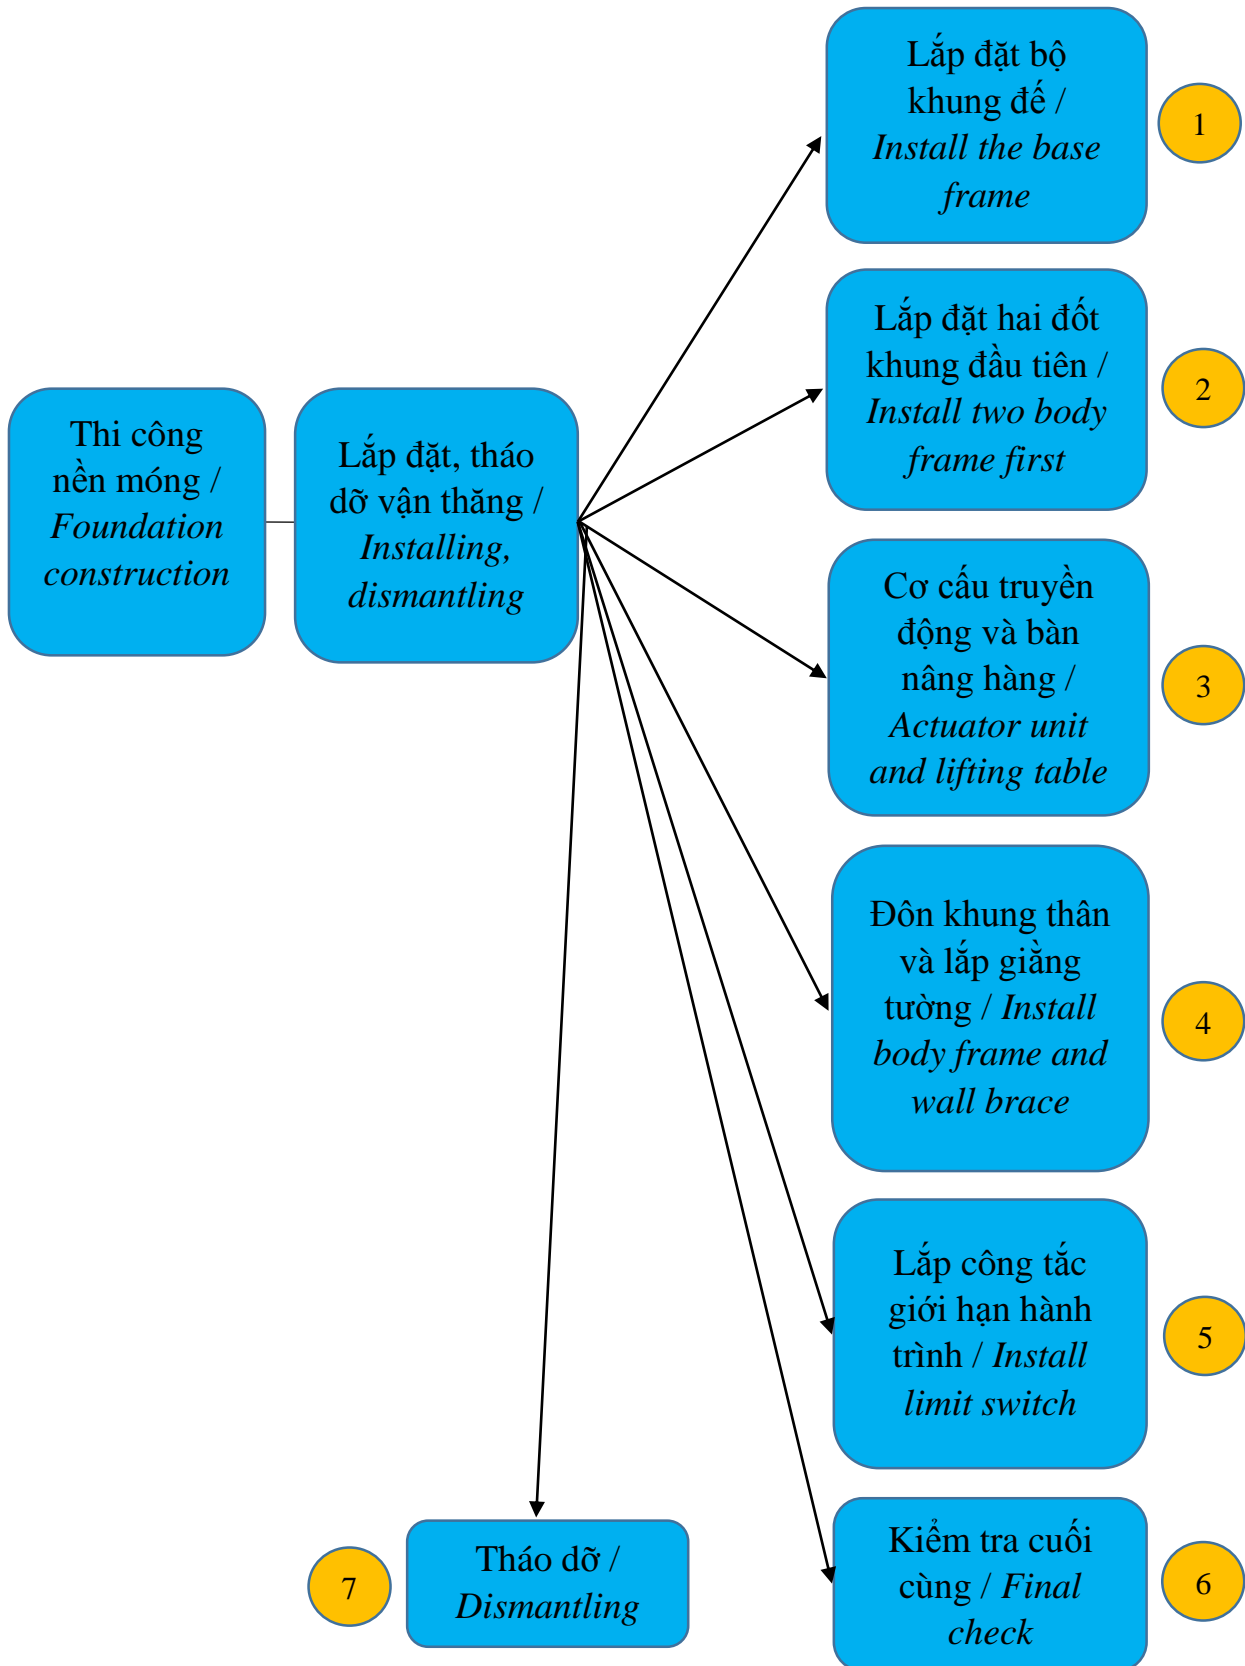 Thi công
nền móng /
Foundation
construction
Lắp đặt, tháo
dỡ vận thăng /
Installing,
dismantling
Lắp đặt bộ
khung đế /
Install the base
frame
1
Lắp đặt hai đốt
khung đầu tiên /
Install two body
frame first
2
Cơ cấu truyền
động và bàn
nâng hàng /
Actuator unit
and lifting table
3
Đôn khung thân
và lắp giằng
tường / Install
body frame and
wall brace
4
Lắp công tắc
giới hạn hành
trình / Install
limit switch
5
Kiểm tra cuối
cùng / Final
check
6
7
Tháo dỡ /
Dismantling